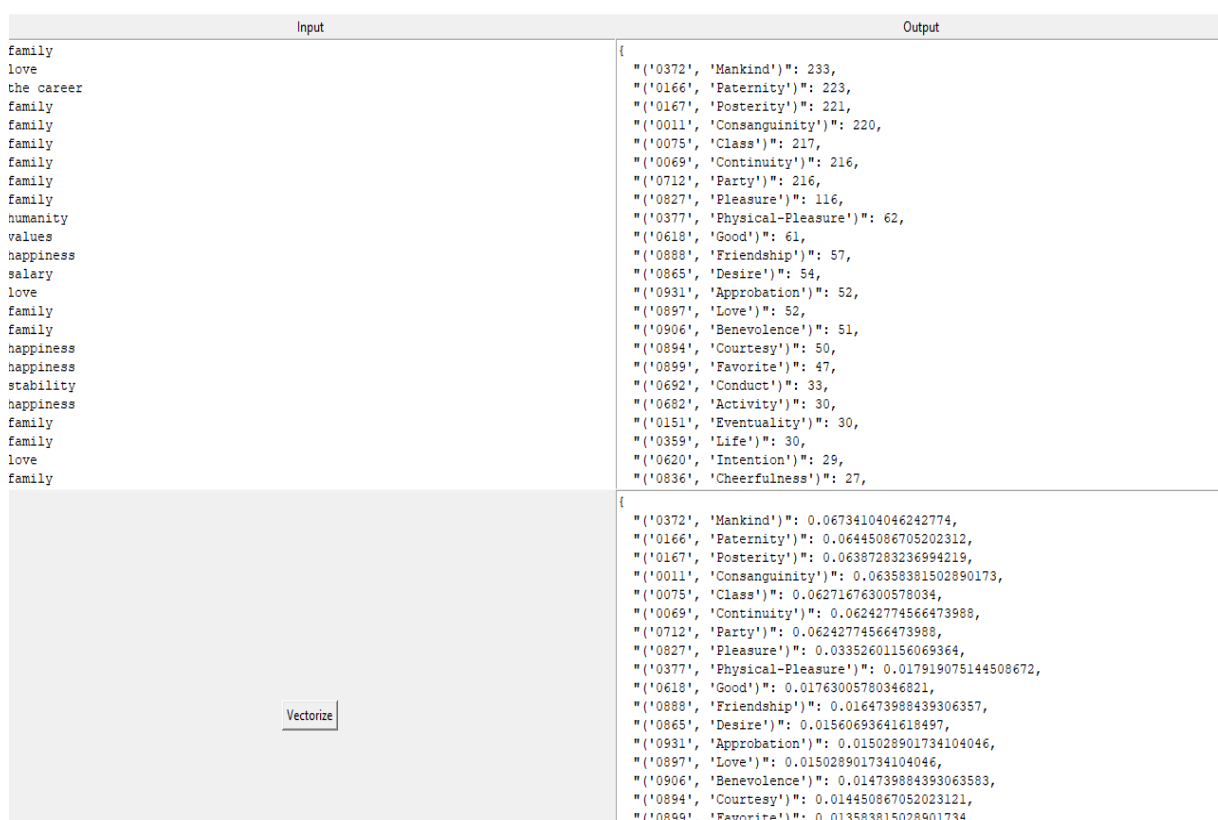 Input
Output
family
love
the career
family
family
family
family
family
family
humanity
values
happiness
salary
love
family
family
happiness
happiness
stability
happiness
family
family
love
family
{
"('0372', 'Mankind')": 233,
"('0166', 'Paternity')": 223,
"('0167', 'Posterity')": 221,
"('0011', 'Consanguinity')": 220,
"('0075', 'Class')": 217,
"('0069', 'Continuity')": 216,
"('0712', 'Party')": 216,
"('0827', 'Pleasure')": 116,
"('0377', 'Physical-Pleasure')": 62,
"('0618', 'Good')": 61,
"('0888', 'Friendship')": 57,
"('0865', 'Desire')": 54,
"('0931', 'Approbation')": 52,
"('0897', 'Love')": 52,
"('0906', 'Benevolence')": 51,
"('0894', 'Courtesy')": 50,
"('0899', 'Favorite')": 47,
"('0692', 'Conduct')": 33,
"('0682', 'Activity')": 30,
"('0151', 'Eventuality')": 30,
"('0359', 'Life')": 30,
"('0620', 'Intention')": 29,
"('0836', 'Cheerfulness')": 27,
Vectorize
{
"('0372', 'Mankind')": 0.06734104046242774,
"('0166', 'Paternity')": 0.06445086705202312,
"('0167', 'Posterity')": 0.06387283236994219,
"('0011', 'Consanguinity')": 0.06358381502890173,
"('0075', 'Class')": 0.06271676300578034,
"('0069', 'Continuity')": 0.06242774566473988,
"('0712', 'Party')": 0.06242774566473988,
"('0827', 'Pleasure')": 0.03352601156069364,
"('0377', 'Physical-Pleasure')": 0.017919075144508672,
"('0618', 'Good')": 0.01763005780346821,
"('0888', 'Friendship')": 0.016473988439306357,
"('0865', 'Desire')": 0.01560693641618497,
"('0931', 'Approbation')": 0.015028901734104046,
"('0897', 'Love')": 0.015028901734104046,
"('0906', 'Benevolence')": 0.014739884393063583,
"('0894', 'Courtesy')": 0.014450867052023121,
"('0899', 'Favorite')": 0.013583815028901734,